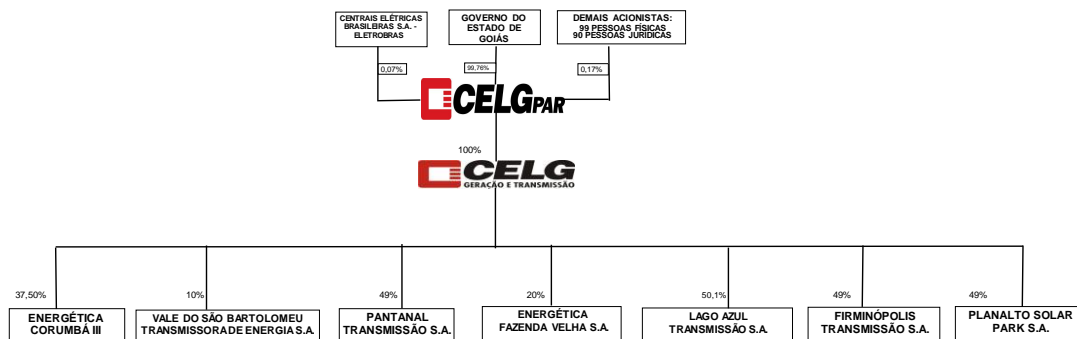 CENTRAIS ELÉTRICAS
BRASILEIRAS S.A. -
ELETROBRAS
GOVERNO DO
ESTADO DE
GOIÁS
DEMAIS ACIONISTAS:
99 PESSOAS FÍSICAS
90 PESSOAS JURÍDICAS
0,07%
99,76%
0,17%
CELGPAR
100%
CELG
GERAÇÃO E TRANSMISSÃO
37,50%
10%
49%
20%
50,1%
49%
49%
ENERGÉTICA
CORUMBÁ III
VALE DO SÃO BARTOLOMEU
TRANSMISSORA DE ENERGIA S.A.
PANTANAL
TRANSMISSÃO S.A.
ENERGÉTICA
FAZENDA VELHA S.A.
LAGO AZUL
TRANSMISSÃO S.A.
FIRMINÓPOLIS
TRANSMISSÃO S.A.
PLANALTO SOLAR
PARK S.A.